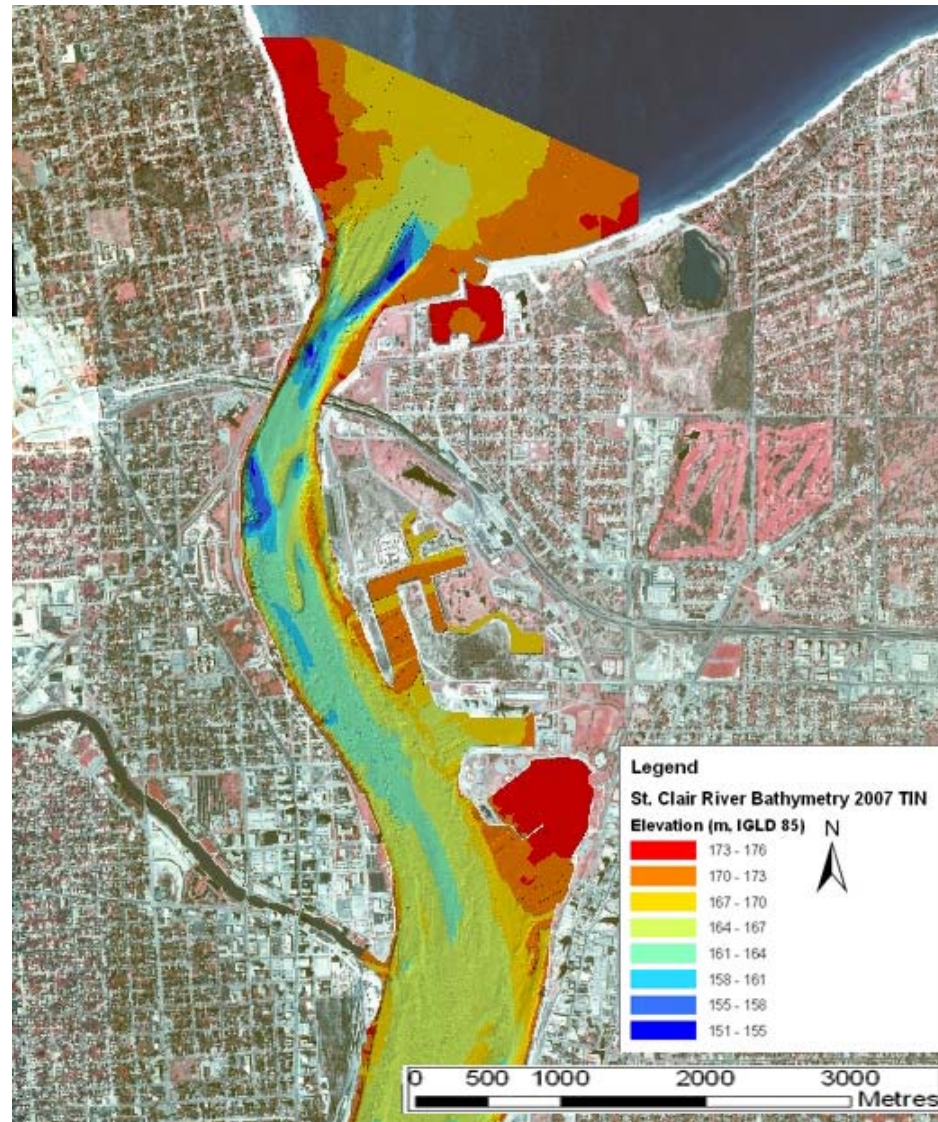 Legend
St. Clair River Bathymetry 2007 TIN
Elevation (m, IGLD 85)
N
173 - 176
170 - 173
167 - 170
164 - 167
161 - 164
158 - 161
155 - 158
151 - 155
0 500 1000 2000 3000
Metres